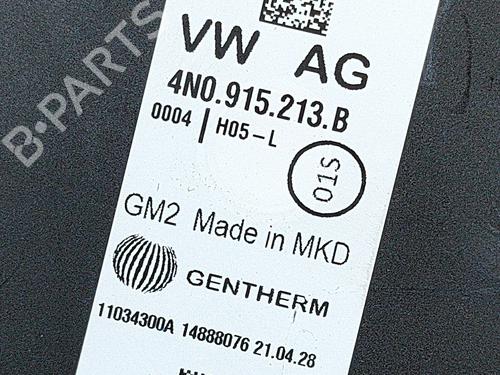 VW AG
4N0.915.213.B
0004 | H05-L
01S
GM2 Made in MKD
GENTHERM
11034300A 14888076 21.04.28
B-PARTS